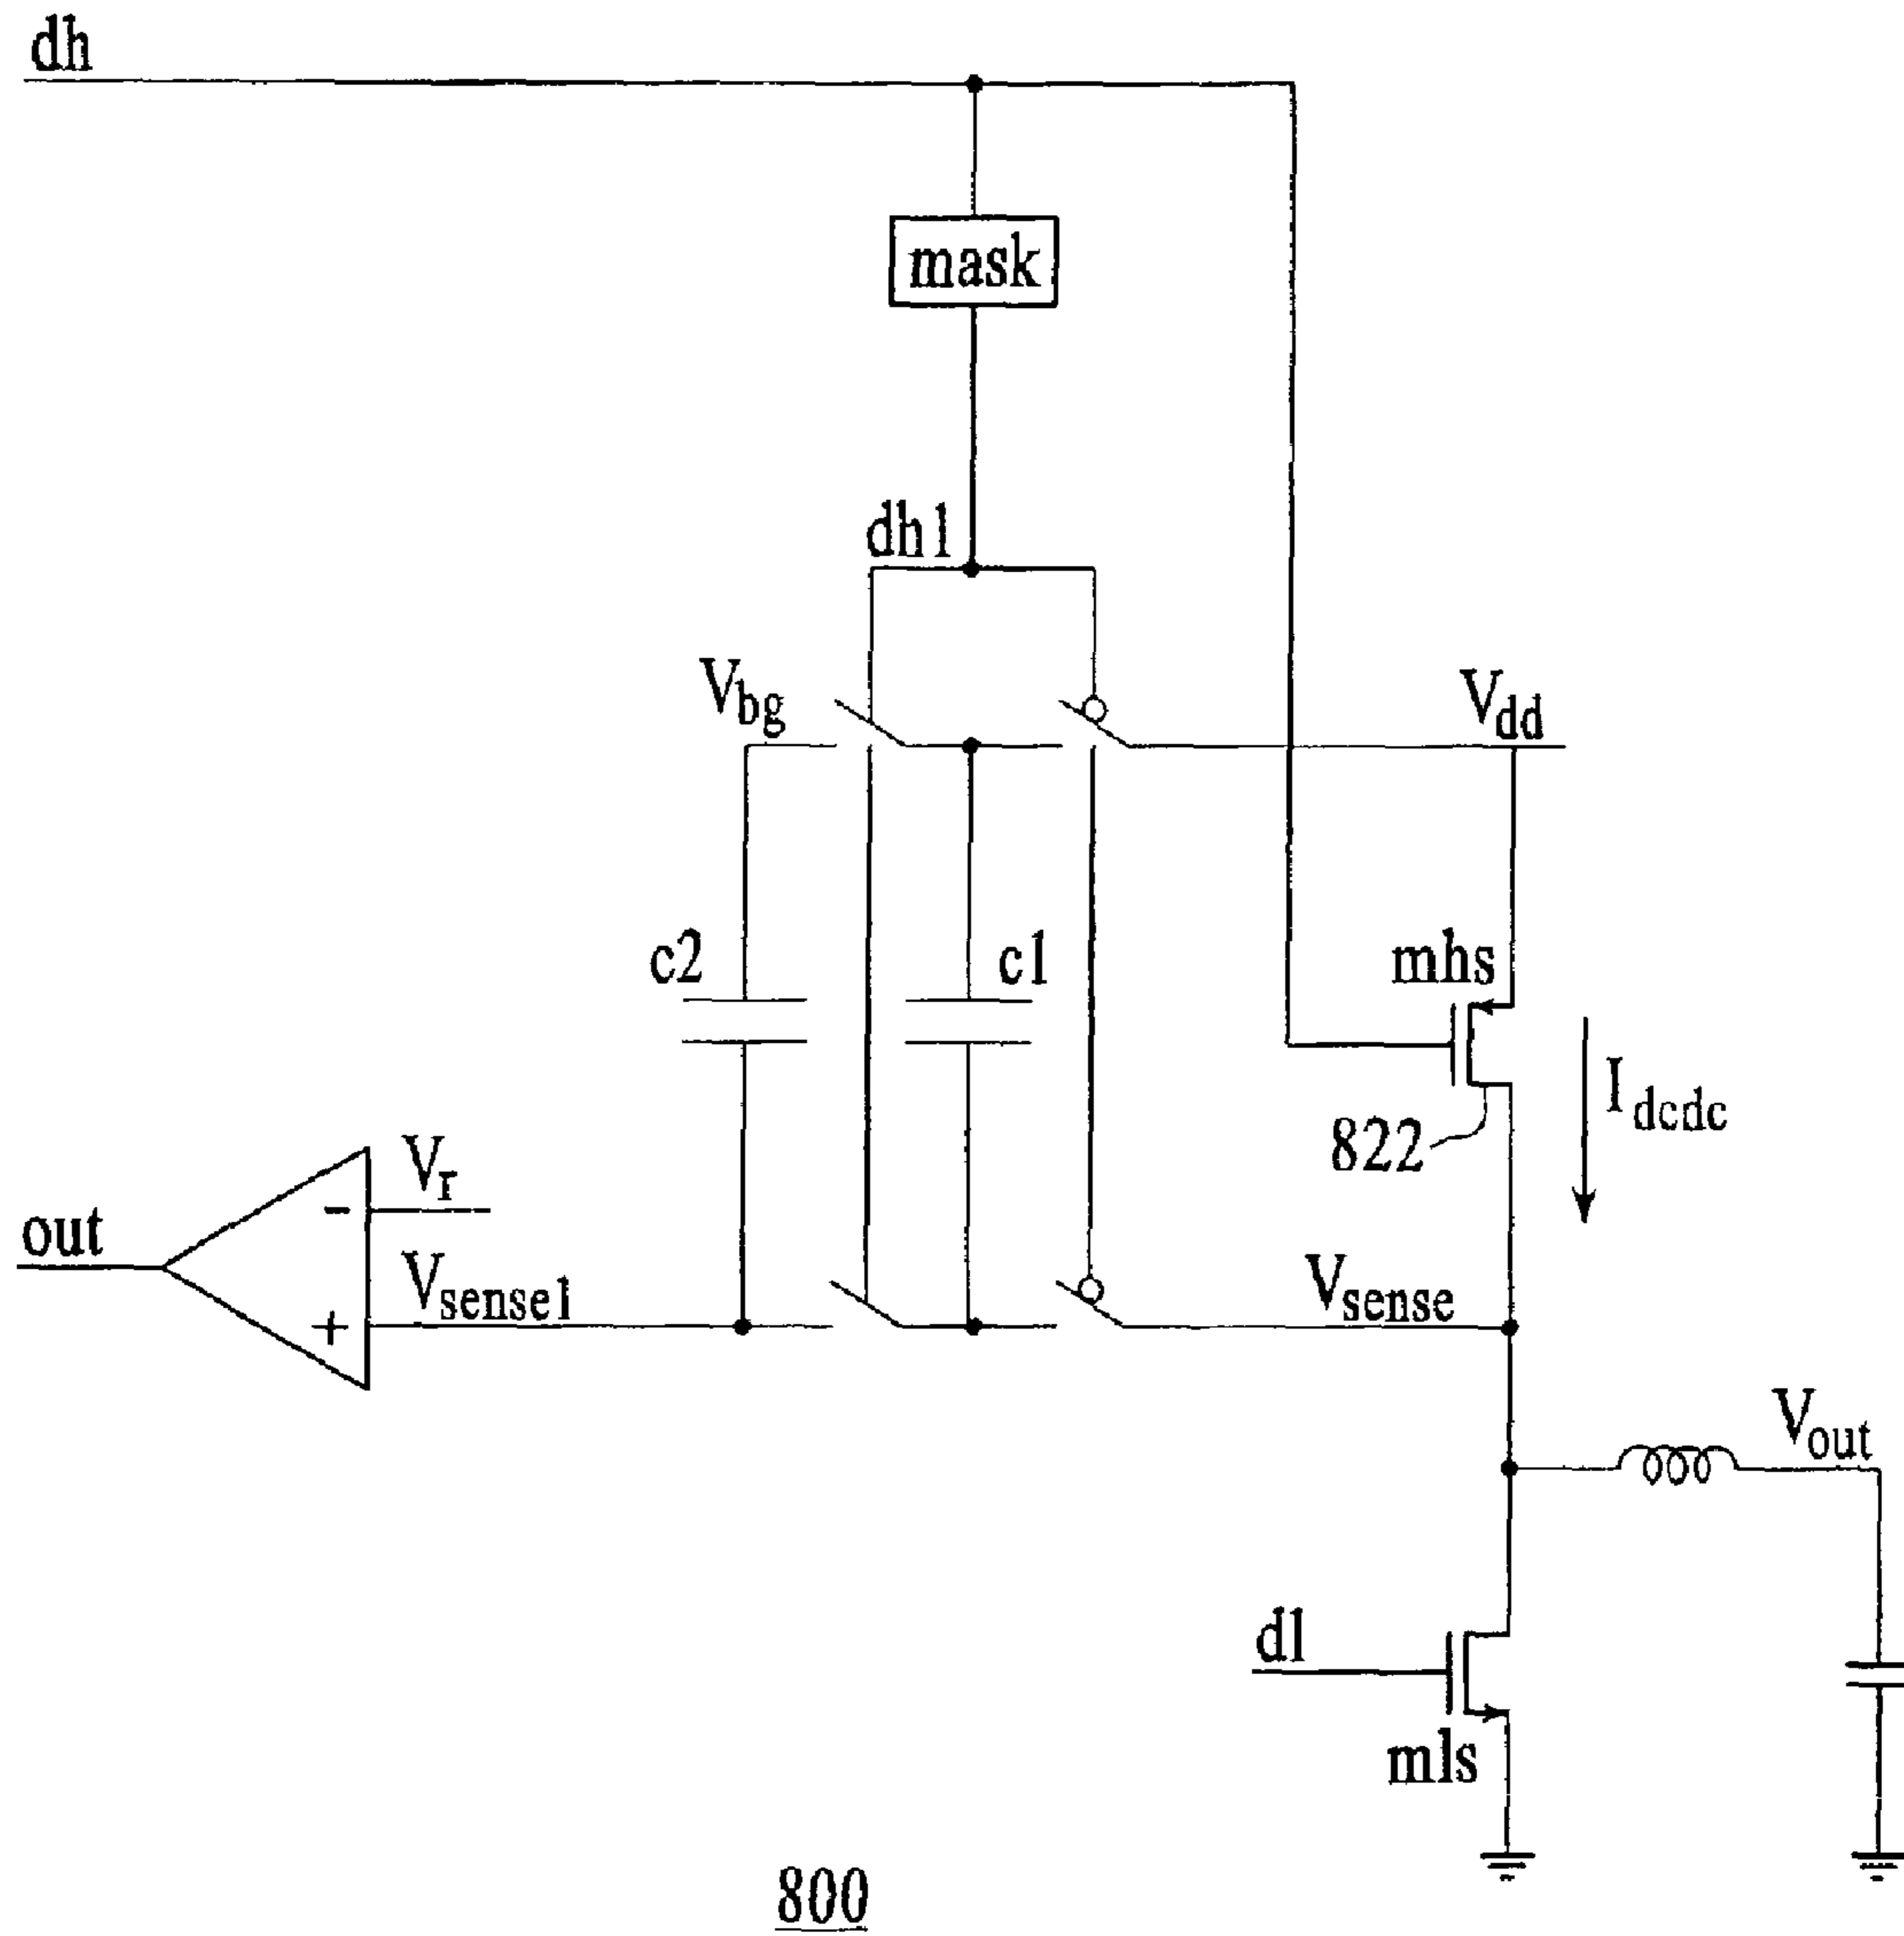 dh
mask
dh1
Vbg
Vdd
c2
c1
mhs
Idcdc
822
Vr
-
out
Vsense1
+
Vsense
Vout
dl
mls
800